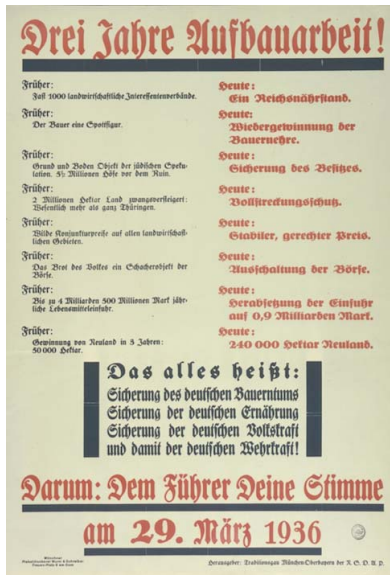 Drei Jahre Aufbauarbeit!
Früher:
Fast 1000 landwirtschaftliche Interessentenverbände.
Heute:
Ein Reichsnährstand.
Früher:
Der Bauer eine Spottfigur.
Heute:
Wiedergewinnung der
Bauernehre.
Früher:
Grund und Boden Objekt der jüdischen Speku-
lation. 5½ Millionen Höfe vor dem Ruin.
Heute:
Sicherung des Besitzes.
Früher:
2 Millionen Hektar Land zwangsversteigert:
Wesentlich mehr als ganz Thüringen.
Heute:
Vollstreckungsschutz.
Früher:
Wilde Konjunkturpreise auf allen landwirtschaft-
lichen Gebieten.
Heute:
Stabiler, gerechter Preis.
Früher:
Das Brot des Volkes ein Schacherobjekt der
Börse.
Heute:
Ausschaltung der Börse.
Früher:
Bis zu 4 Milliarden 500 Millionen Mark jähr-
liche Lebensmitteleinfuhr.
Heute:
Herabsetzung der Einfuhr
auf 0,9 Milliarden Mark.
Früher:
Gewinnung von Neuland in 3 Jahren:
50000 Hektar.
Heute:
240 000 Hektar Neuland.
Das alles heißt:
Sicherung des deutschen Bauerntums
Sicherung der deutschen Ernährung
Sicherung der deutschen Volkskraft
und damit der deutschen Wehrkraft!
Darum: Dem Führer Deine Stimme
am 29. März 1936
Herausgeber: Traditionsgau München-Oberbayern der N. S. D. A. P.